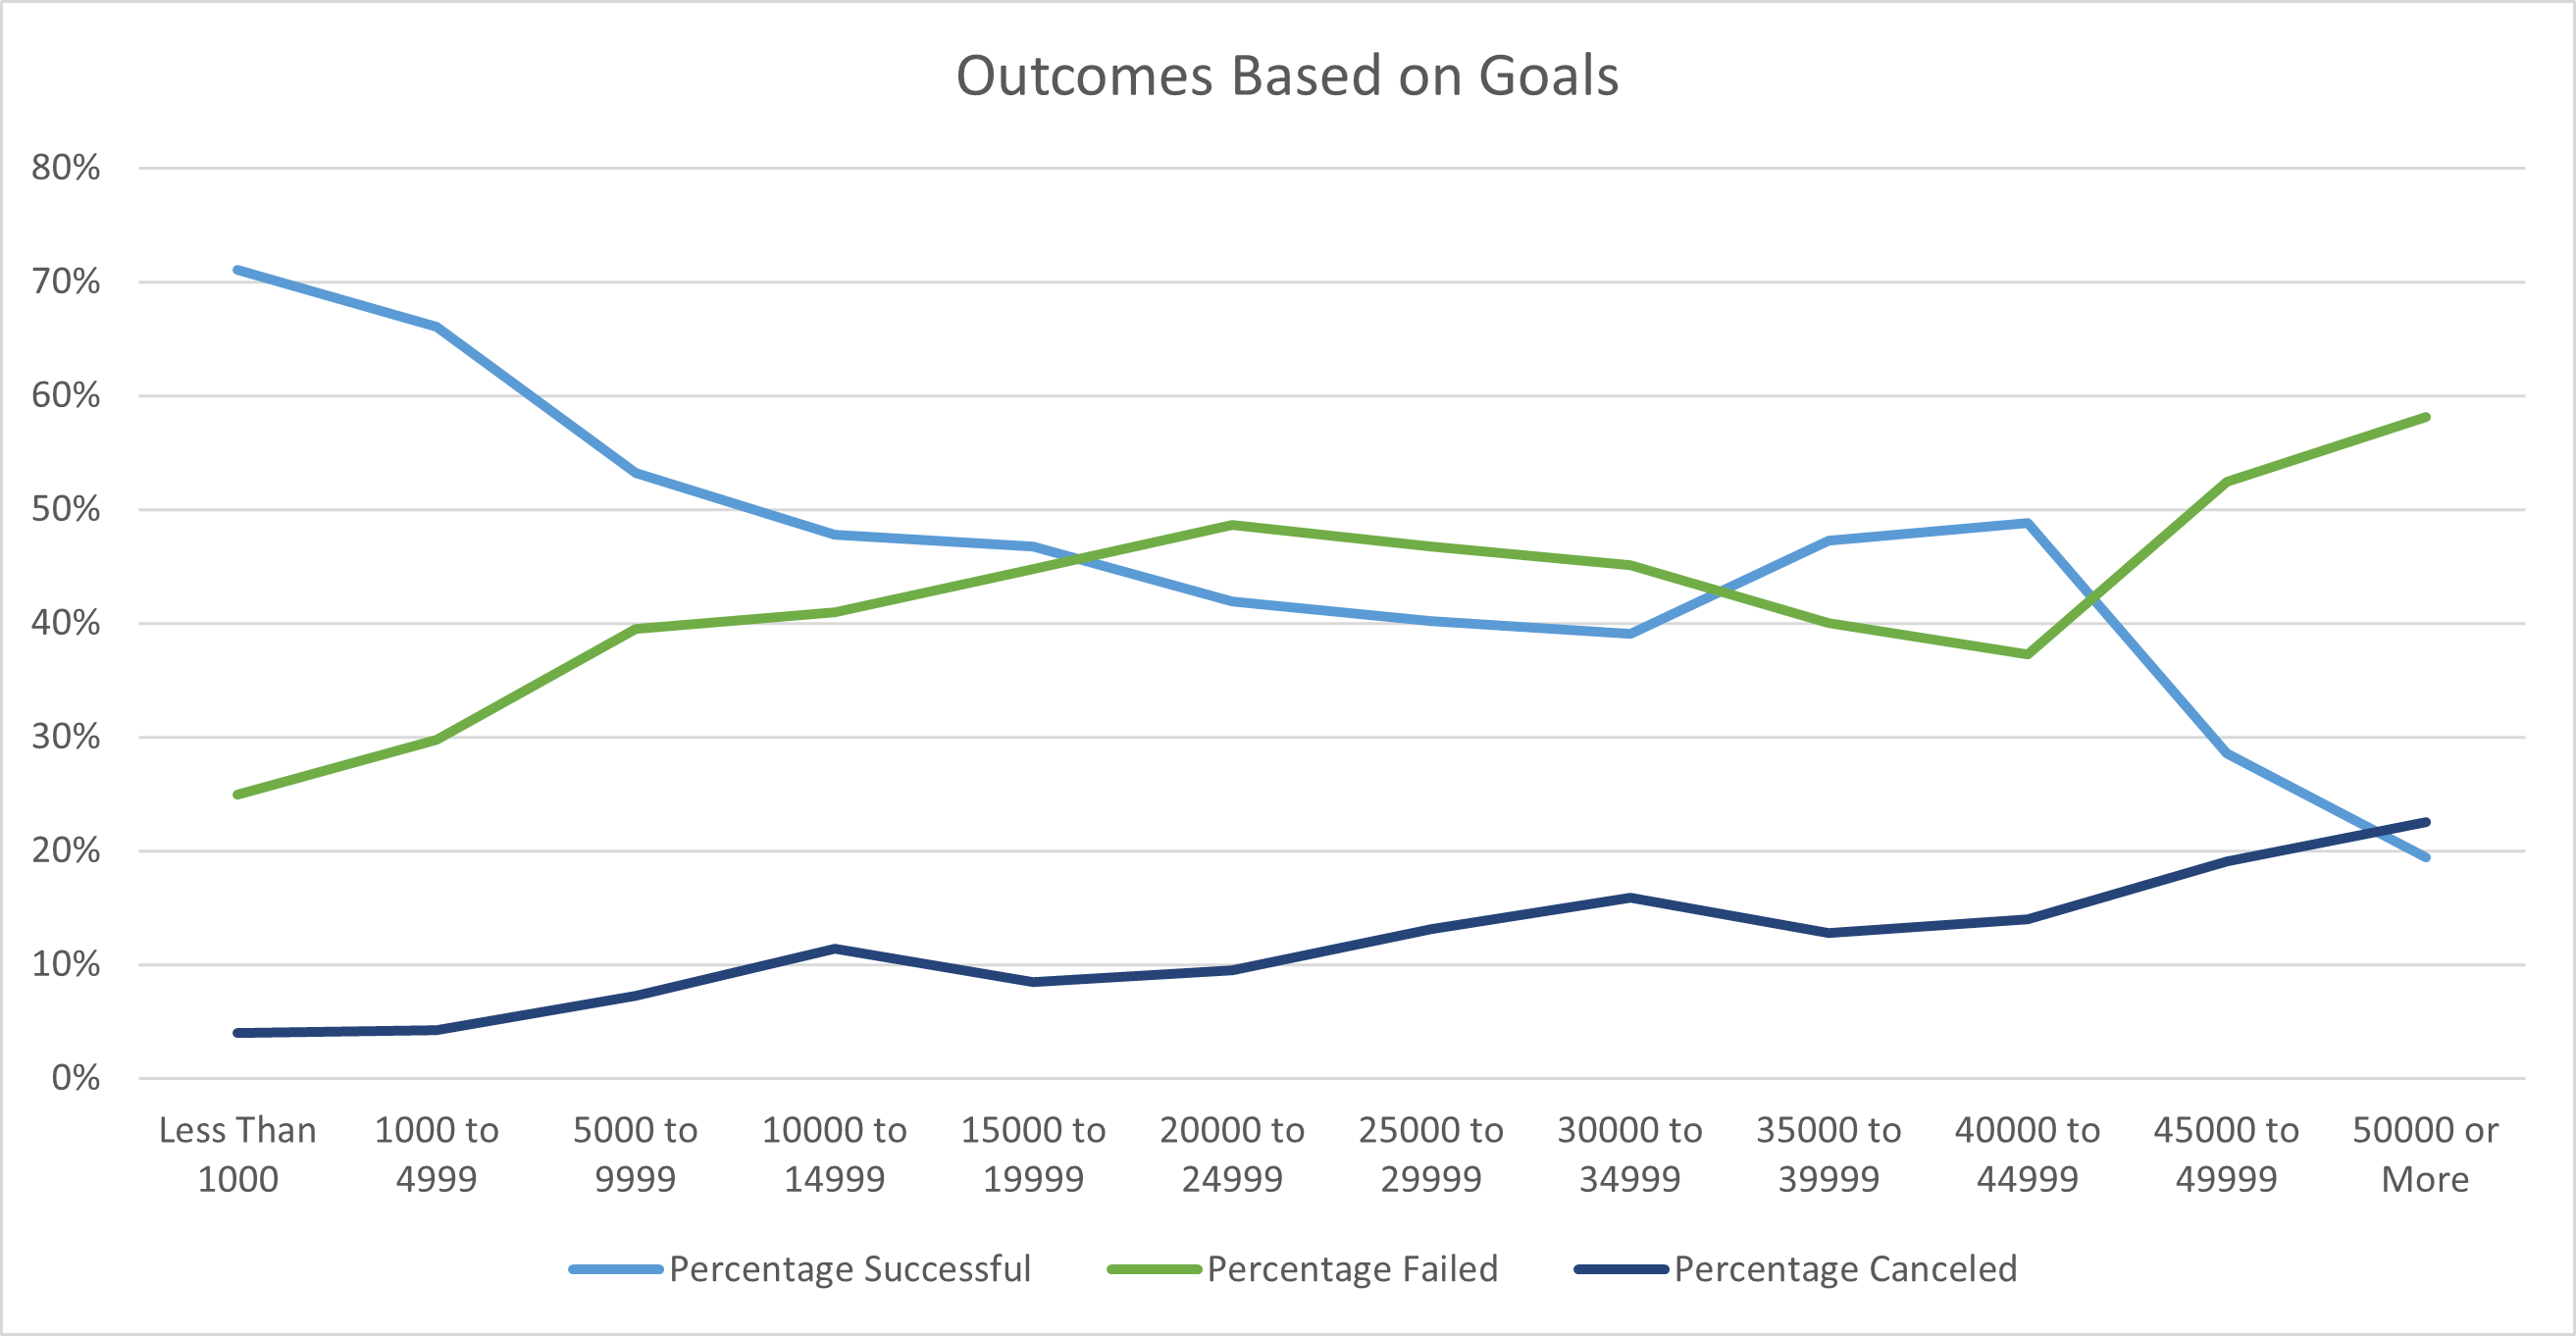 Outcomes Based on Goals
80%
70%
60%
50%
40%
30%
20%
10%
0%
Less Than 1000
1000 to 4999
5000 to 9999
10000 to 14999
15000 to 19999
20000 to 24999
25000 to 29999
30000 to 34999
35000 to 39999
40000 to 44999
45000 to 49999
50000 or More
Percentage Successful
Percentage Failed
Percentage Canceled